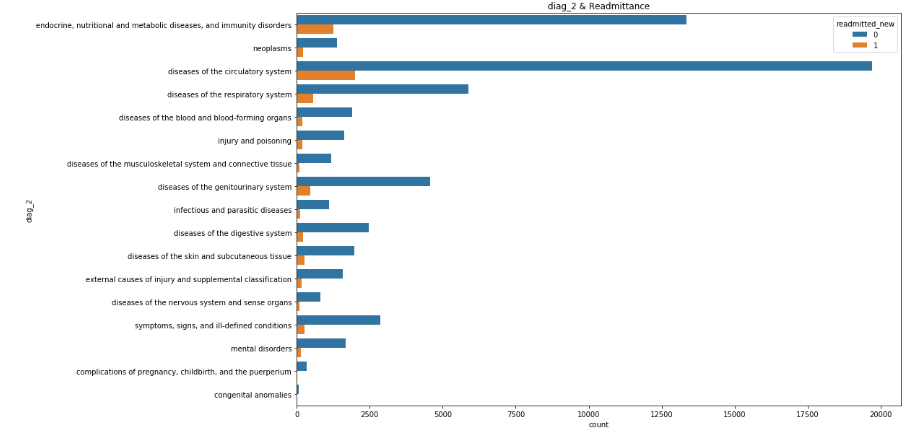 diag_2 & Readmittance
readmitted_new
0
1
diag_2
endocrine, nutritional and metabolic diseases, and immunity disorders
neoplasms
diseases of the circulatory system
diseases of the respiratory system
diseases of the blood and blood-forming organs
injury and poisoning
diseases of the musculoskeletal system and connective tissue
diseases of the genitourinary system
infectious and parasitic diseases
diseases of the digestive system
diseases of the skin and subcutaneous tissue
external causes of injury and supplemental classification
diseases of the nervous system and sense organs
symptoms, signs, and ill-defined conditions
mental disorders
complications of pregnancy, childbirth, and the puerperium
congenital anomalies
0 2500 5000 7500 10000 12500 15000 17500 20000
count